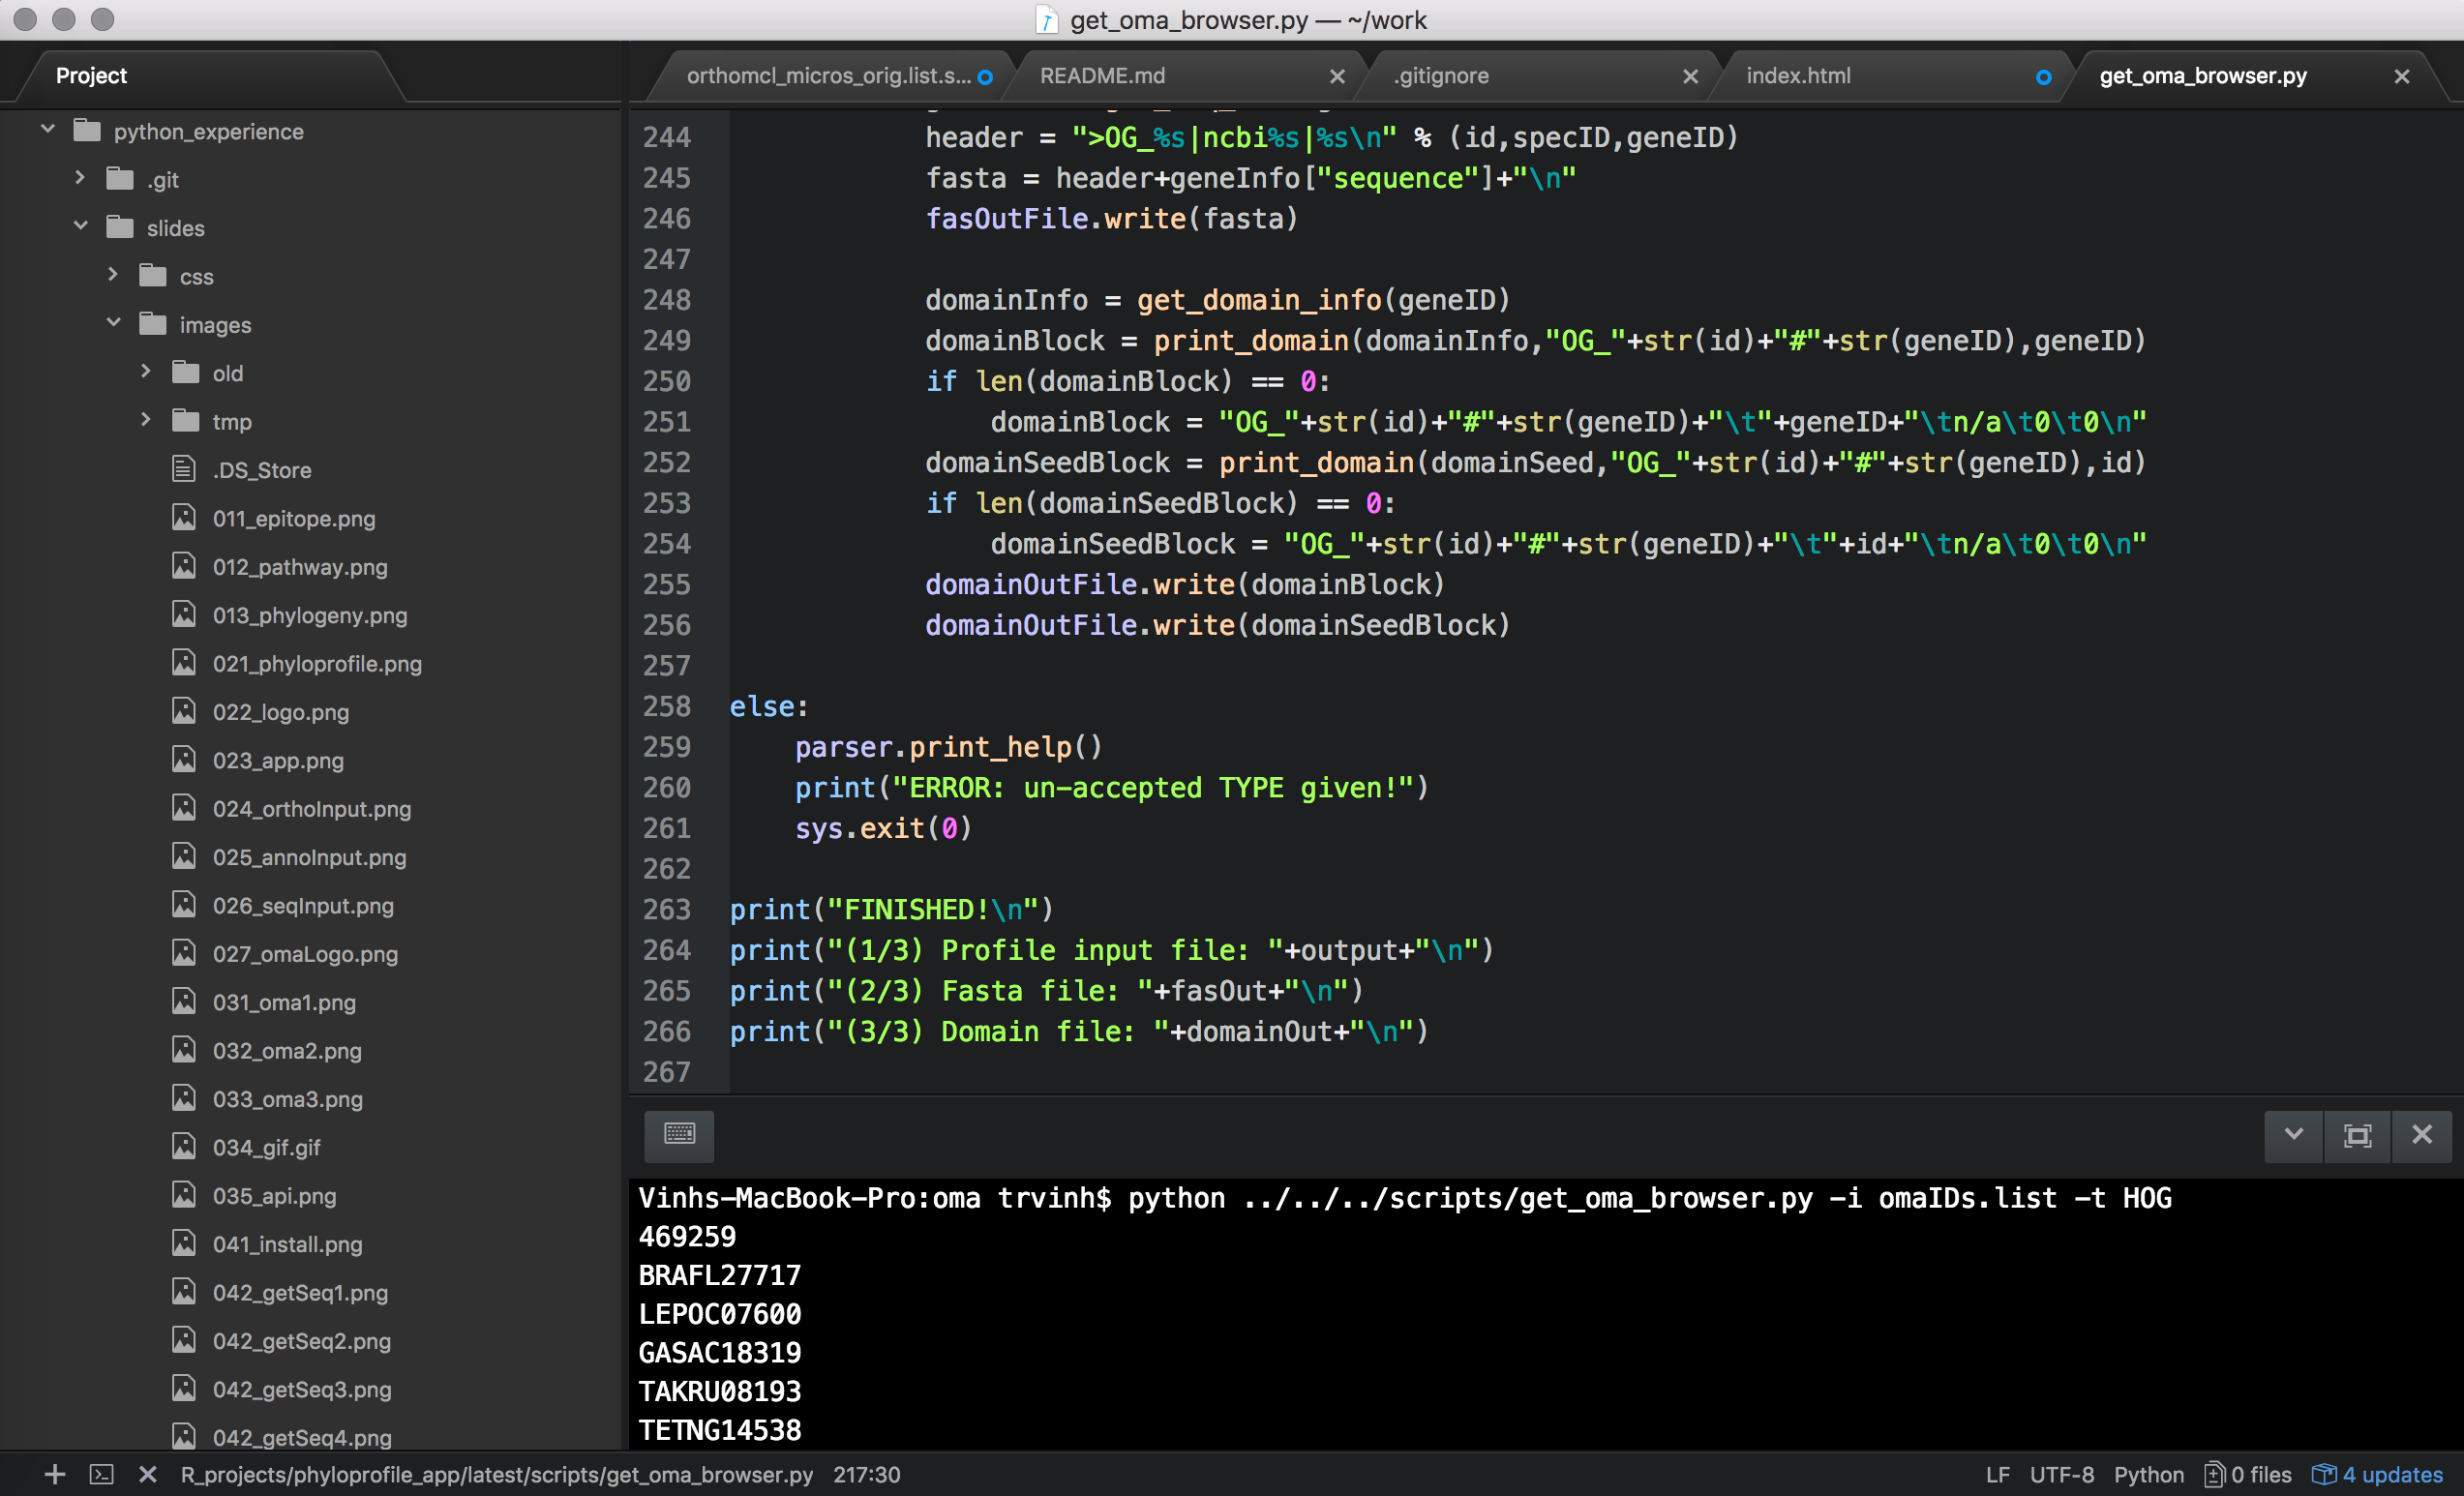 get_oma_browser.py — ~/work
Project
orthomcl_micros_orig.list.s...
README.md
.gitignore
index.html
get_oma_browser.py
python_experience
.git
slides
css
images
old
tmp
.DS_Store
011_epitope.png
012_pathway.png
013_phylogeny.png
021_phyloprofile.png
022_logo.png
023_app.png
024_orthoInput.png
025_annoInput.png
026_seqInput.png
027_omaLogo.png
031_oma1.png
032_oma2.png
033_oma3.png
034_gif.gif
035_api.png
041_install.png
042_getSeq1.png
042_getSeq2.png
042_getSeq3.png
042_getSeq4.png
244 header = ">OG_%s|ncbi%s|%s\n" % (id,specID,geneID)
245 fasta = header+geneInfo["sequence"]+"\n"
246 fasOutFile.write(fasta)
247
248 domainInfo = get_domain_info(geneID)
249 domainBlock = print_domain(domainInfo,"OG_"+str(id)+"#"+str(geneID),geneID)
250 if len(domainBlock) == 0:
251 domainBlock = "OG_"+str(id)+"#"+str(geneID)+"\t"+geneID+"\tn/a\t0\t0\n"
252 domainSeedBlock = print_domain(domainSeed,"OG_"+str(id)+"#"+str(geneID),id)
253 if len(domainSeedBlock) == 0:
254 domainSeedBlock = "OG_"+str(id)+"#"+str(geneID)+"\t"+id+"\tn/a\t0\t0\n"
255 domainOutFile.write(domainBlock)
256 domainOutFile.write(domainSeedBlock)
257
258 else:
259 parser.print_help()
260 print("ERROR: un-accepted TYPE given!")
261 sys.exit(0)
262
263 print("FINISHED!\n")
264 print("(1/3) Profile input file: "+output+"\n")
265 print("(2/3) Fasta file: "+fasOut+"\n")
266 print("(3/3) Domain file: "+domainOut+"\n")
267
Vinhs-MacBook-Pro:oma trvinh$ python ../../../scripts/get_oma_browser.py -i omaIDs.list -t HOG
469259
BRAFL27717
LEPOC07600
GASAC18319
TAKRU08193
TETNG14538
R_projects/phyloprofile_app/latest/scripts/get_oma_browser.py 217:30
LF UTF-8 Python 0 files 4 updates